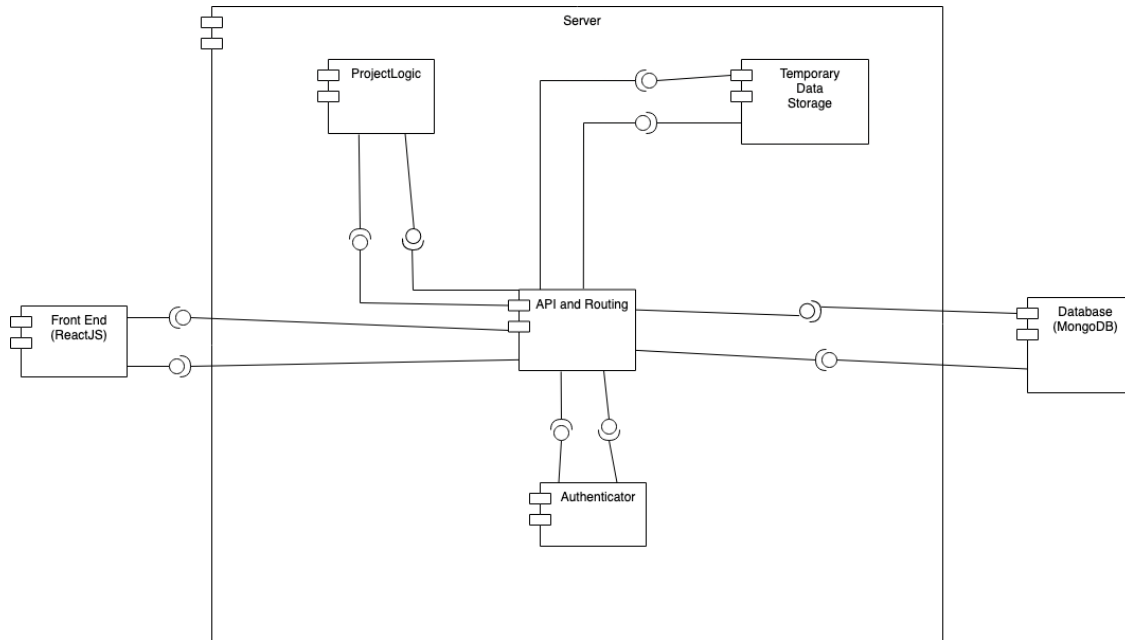 Server
ProjectLogic
Temporary
Data
Storage
Front End
(ReactJS)
API and Routing
Database
(MongoDB)
Authenticator